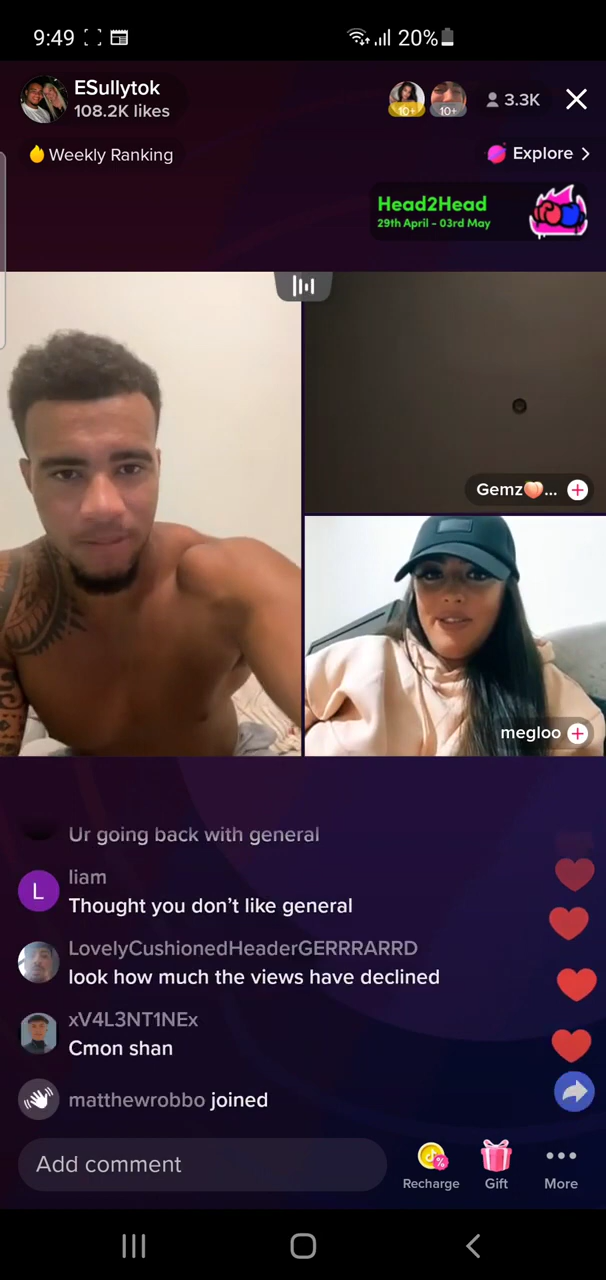 9:49
20%
ESullytok
108.2K likes
10+
10+
3.3K
Weekly Ranking
Explore
Head2Head
29th April - 03rd May
Gemz🍑...
megloo
Ur going back with general
L
liam
Thought you don't like general
LovelyCushionedHeaderGERRRARRD
look how much the views have declined
xV4L3NT1NEx
Cmon shan
matthewrobbo joined
Add comment
Recharge
Gift
More